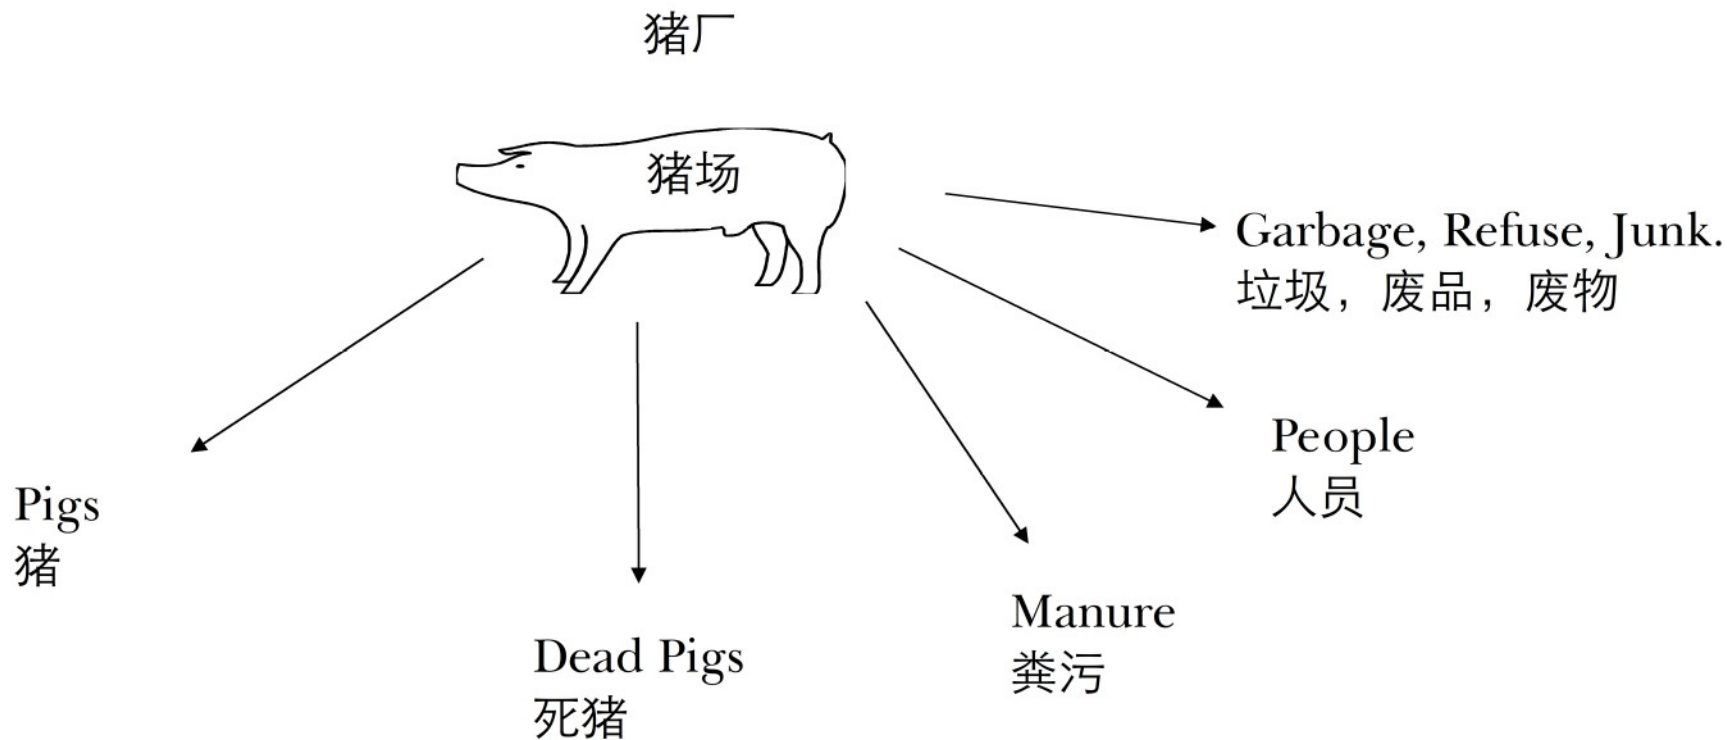 猪厂
猪场
Garbage, Refuse, Junk.
垃圾，废品，废物
People
人员
Pigs
猪
Manure
粪污
Dead Pigs
死猪